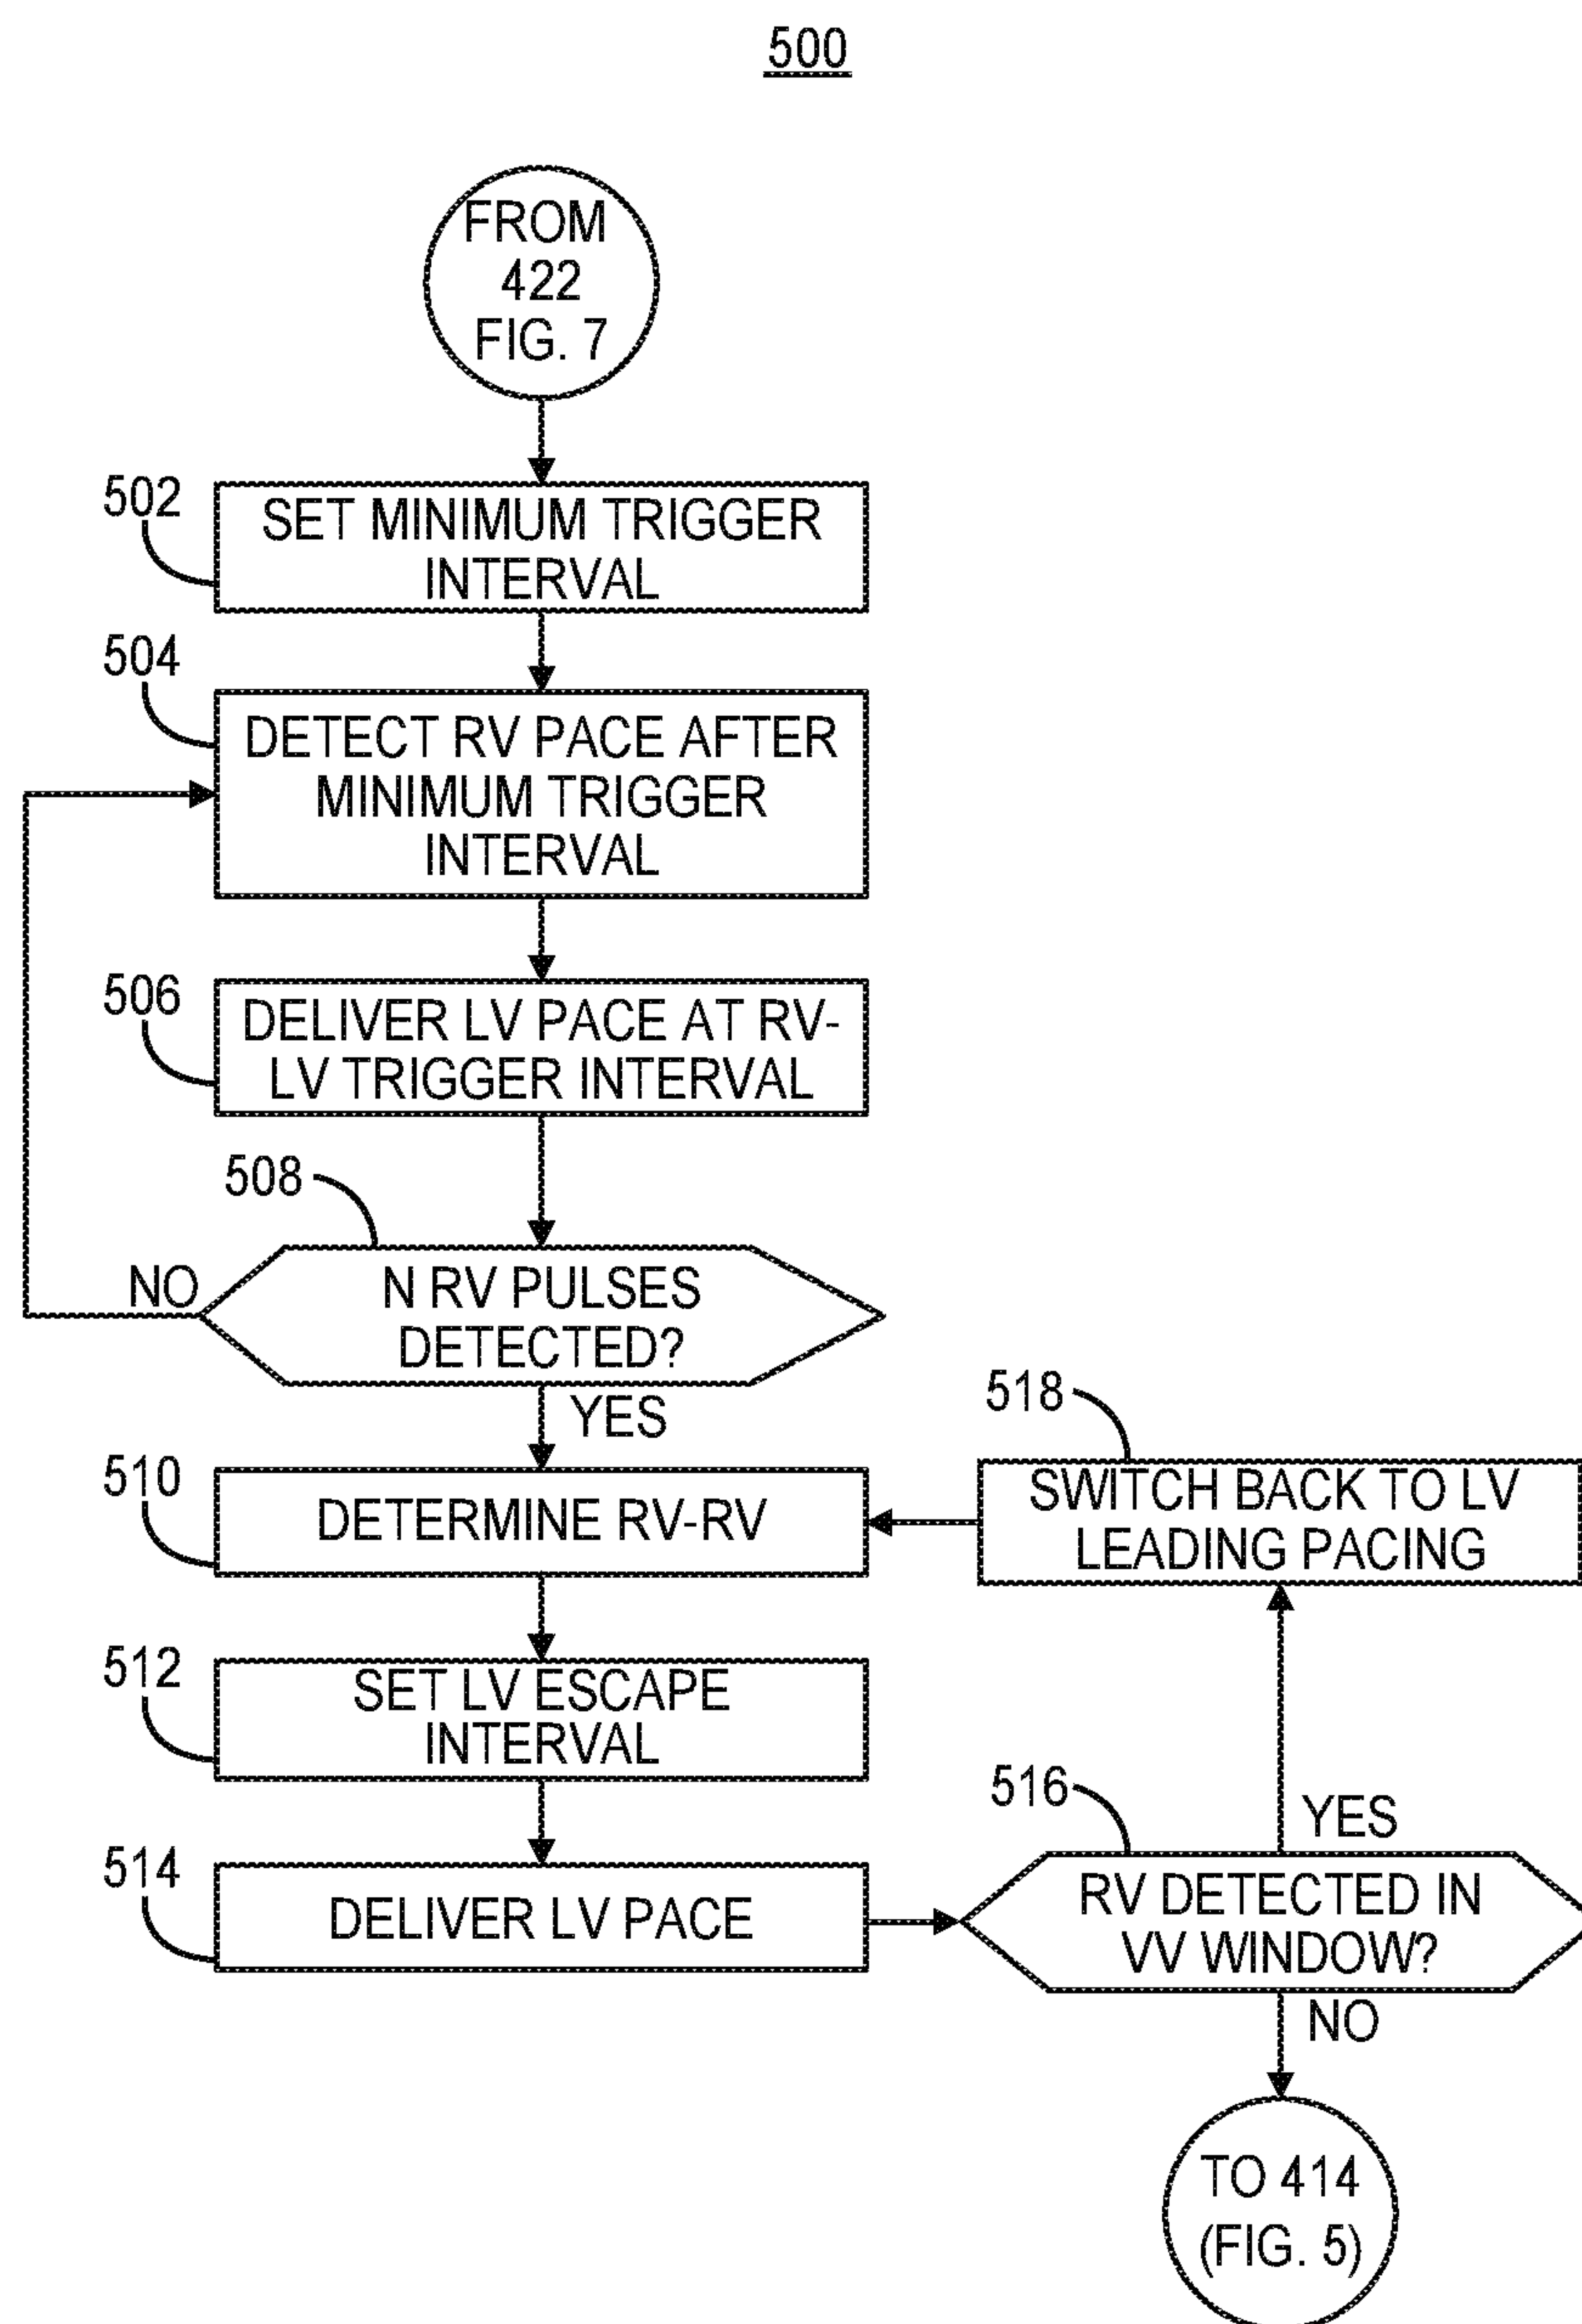 500
FROM
422
FIG. 7
502
SET MINIMUM TRIGGER
INTERVAL
504
DETECT RV PACE AFTER
MINIMUM TRIGGER
INTERVAL
506
DELIVER LV PACE AT RV-
LV TRIGGER INTERVAL
508
NO
N RV PULSES
DETECTED?
YES
510
DETERMINE RV-RV
518
SWITCH BACK TO LV
LEADING PACING
512
SET LV ESCAPE
INTERVAL
514
DELIVER LV PACE
516
YES
RV DETECTED IN
VV WINDOW?
NO
TO 414
(FIG. 5)